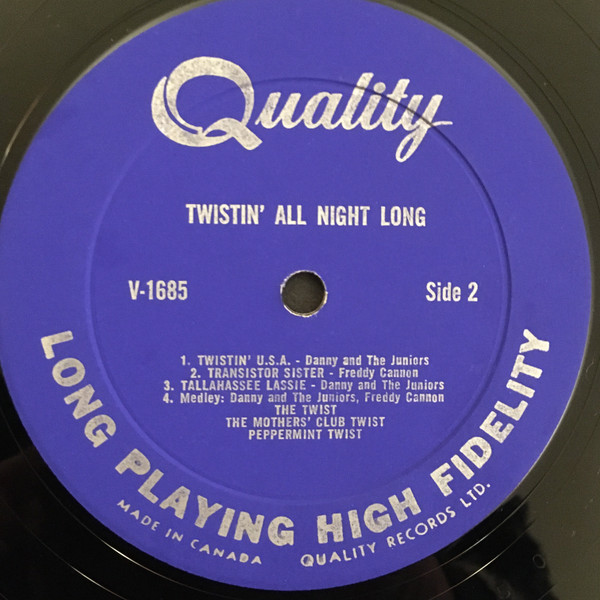 Quality
TWISTIN' ALL NIGHT LONG
V-1685
Side 2
1. TWISTIN' U.S.A. - Danny and The Juniors
2. TRANSISTOR SISTER - Freddy Cannon
3. TALLAHASSEE LASSIE - Danny and The Juniors
4. Medley: Danny and The Juniors, Freddy Cannon
THE TWIST
THE MOTHERS' CLUB TWIST
PEPPERMINT TWIST
LONG PLAYING HIGH FIDELITY
MADE IN CANADA QUALITY RECORDS LTD.